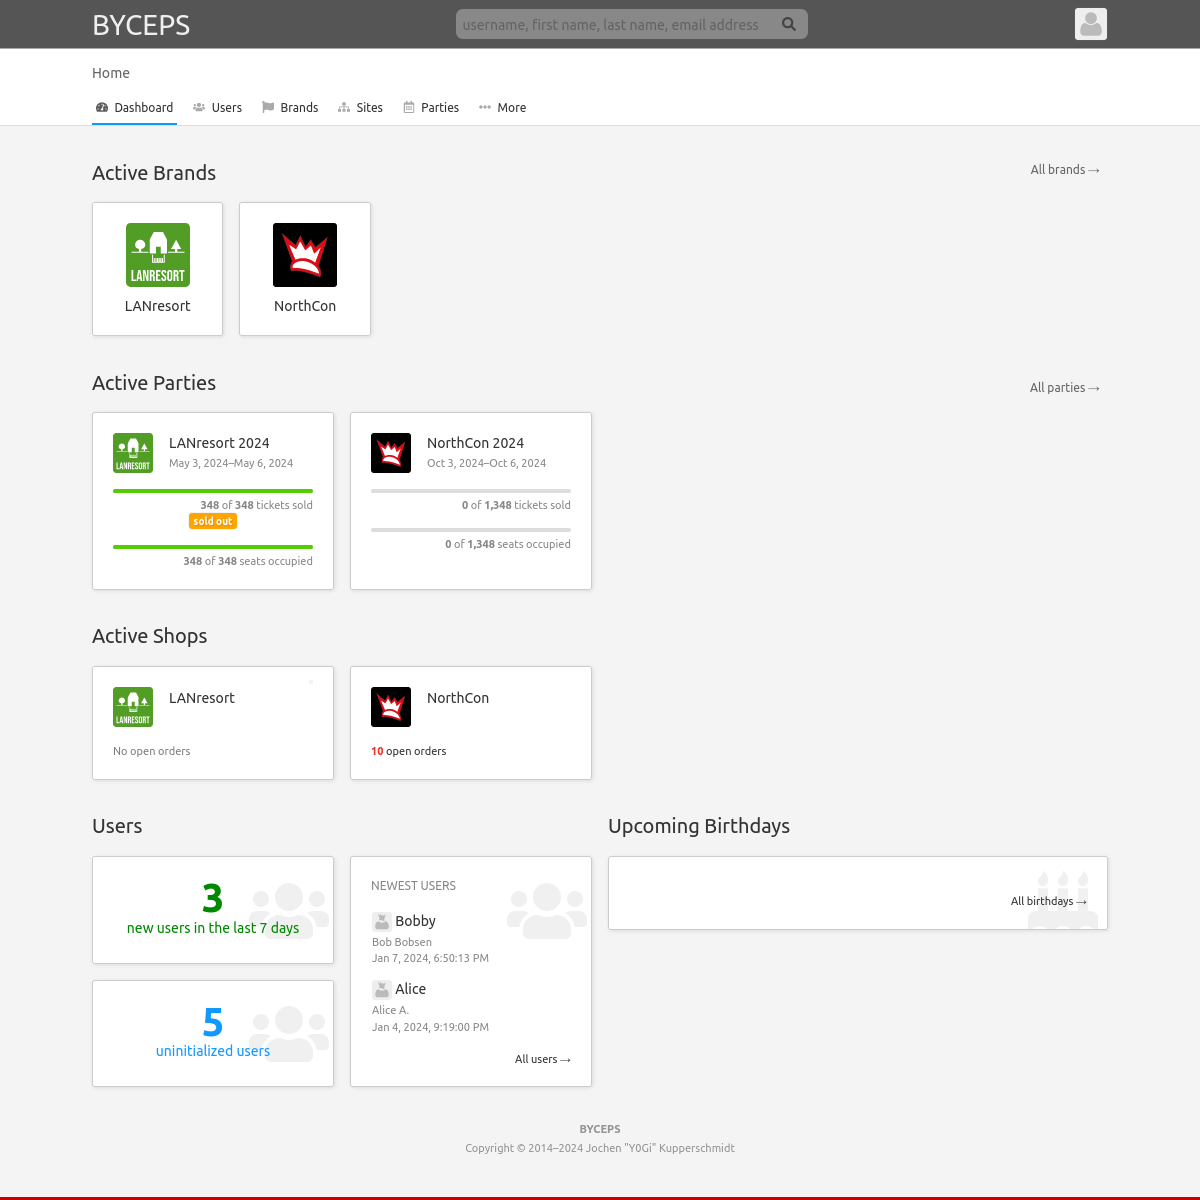 BYCEPS
username, first name, last name, email address
Home
Dashboard Users Brands Sites Parties More
Active Brands
All brands →
LANRESORT
LANresort
NorthCon
Active Parties
All parties →
LANRESORT
LANresort 2024
May 3, 2024–May 6, 2024
348 of 348 tickets sold
sold out
348 of 348 seats occupied
NorthCon 2024
Oct 3, 2024–Oct 6, 2024
0 of 1,348 tickets sold
0 of 1,348 seats occupied
Active Shops
LANRESORT
LANresort
No open orders
NorthCon
10 open orders
Users
3
new users in the last 7 days
5
uninitialized users
NEWEST USERS
Bobby
Bob Bobsen
Jan 7, 2024, 6:50:13 PM
Alice
Alice A.
Jan 4, 2024, 9:19:00 PM
All users →
Upcoming Birthdays
All birthdays →
BYCEPS
Copyright © 2014–2024 Jochen "Y0Gi" Kupperschmidt